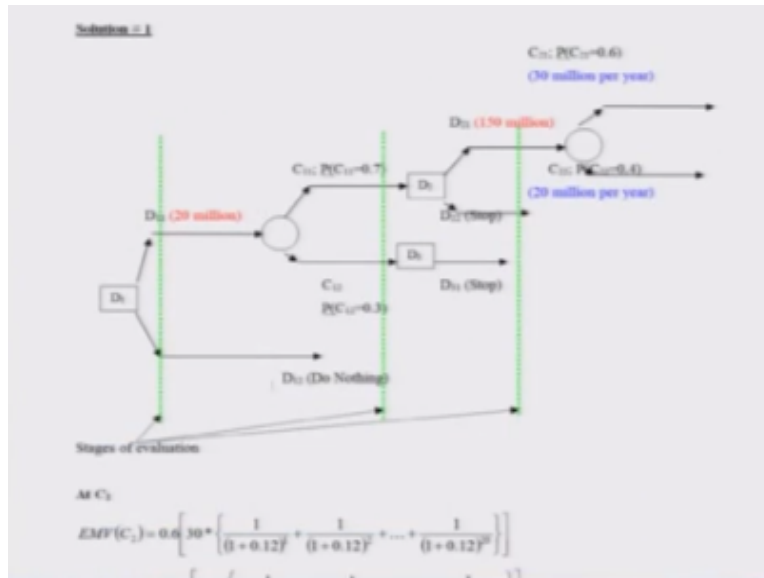 Solution – 1
C₂₁; P(C₂₁=0.6)
(30 million per year)
D₂₁ (150 million)
C₁₁; P(C₁₁=0.7)
D₂
C₂₂; P(C₂₂=0.4)
(20 million per year)
D₁₁ (20 million)
D₂₂ (Stop)
D₃
D₁
C₁₂
D₃₁ (Stop)
P(C₁₂=0.3)
D₁₂ (Do Nothing)
Stages of evaluation
At C₂
EMV(C₂) = 0.6[30*{1/(1+0.12)¹ + 1/(1+0.12)² + ... + 1/(1+0.12)²⁰}]